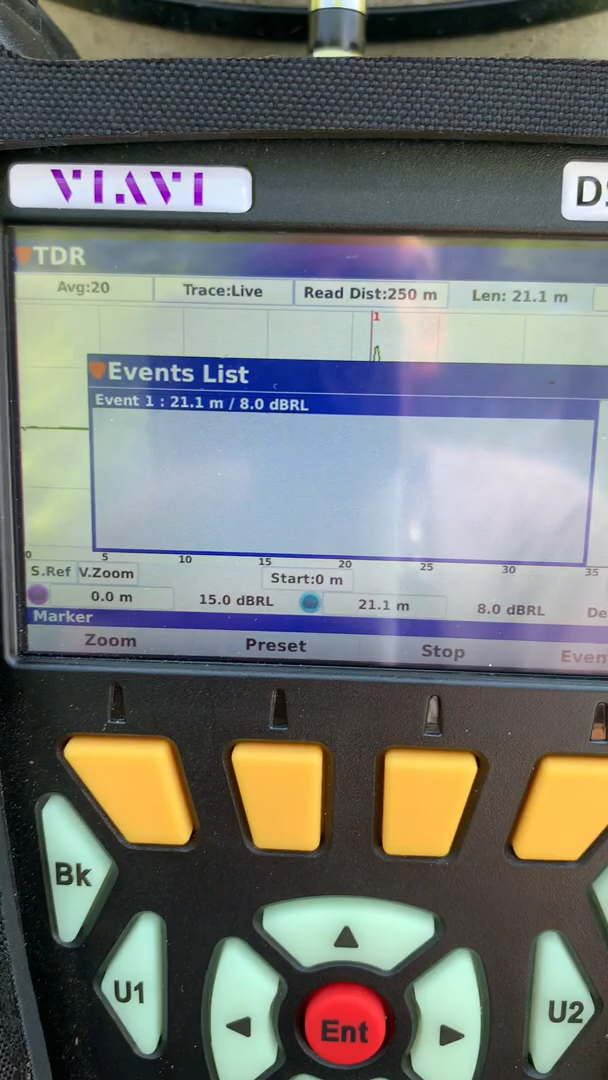 VIAVI
TDR
Avg:20 Trace:Live Read Dist:250 m Len: 21.1 m
1
Events List
Event 1 : 21.1 m / 8.0 dBRL
0 5 10 15 20 25 30 35
S.Ref V.Zoom Start:0 m
0.0 m 15.0 dBRL 21.1 m 8.0 dBRL De
Marker
Zoom Preset Stop Even
Bk
U1
Ent
U2